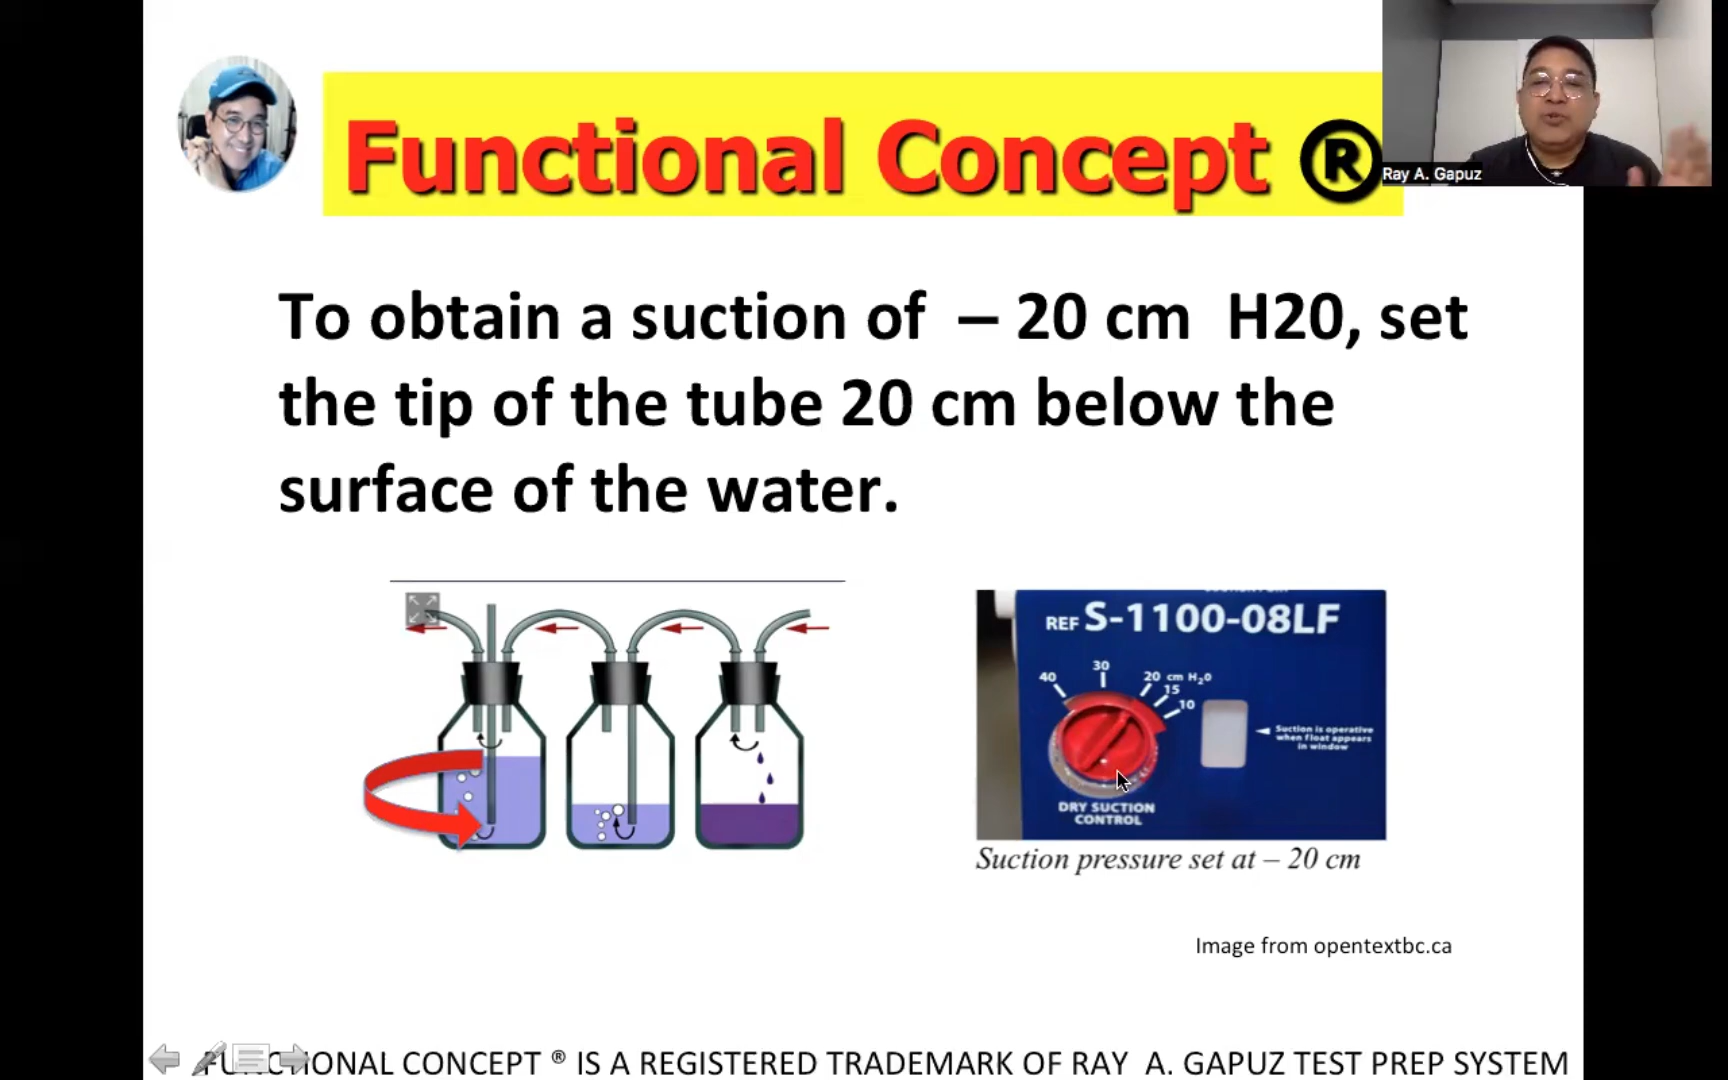 Functional Concept ®
Ray A. Gapuz
To obtain a suction of – 20 cm H20, set
the tip of the tube 20 cm below the
surface of the water.
REF S-1100-08LF
40
30
20 cm H₂0
15
10
Suction is operative
when float appears
in window
DRY SUCTION
CONTROL
Suction pressure set at – 20 cm
Image from opentextbc.ca
FUNCTIONAL CONCEPT ® IS A REGISTERED TRADEMARK OF RAY A. GAPUZ TEST PREP SYSTEM